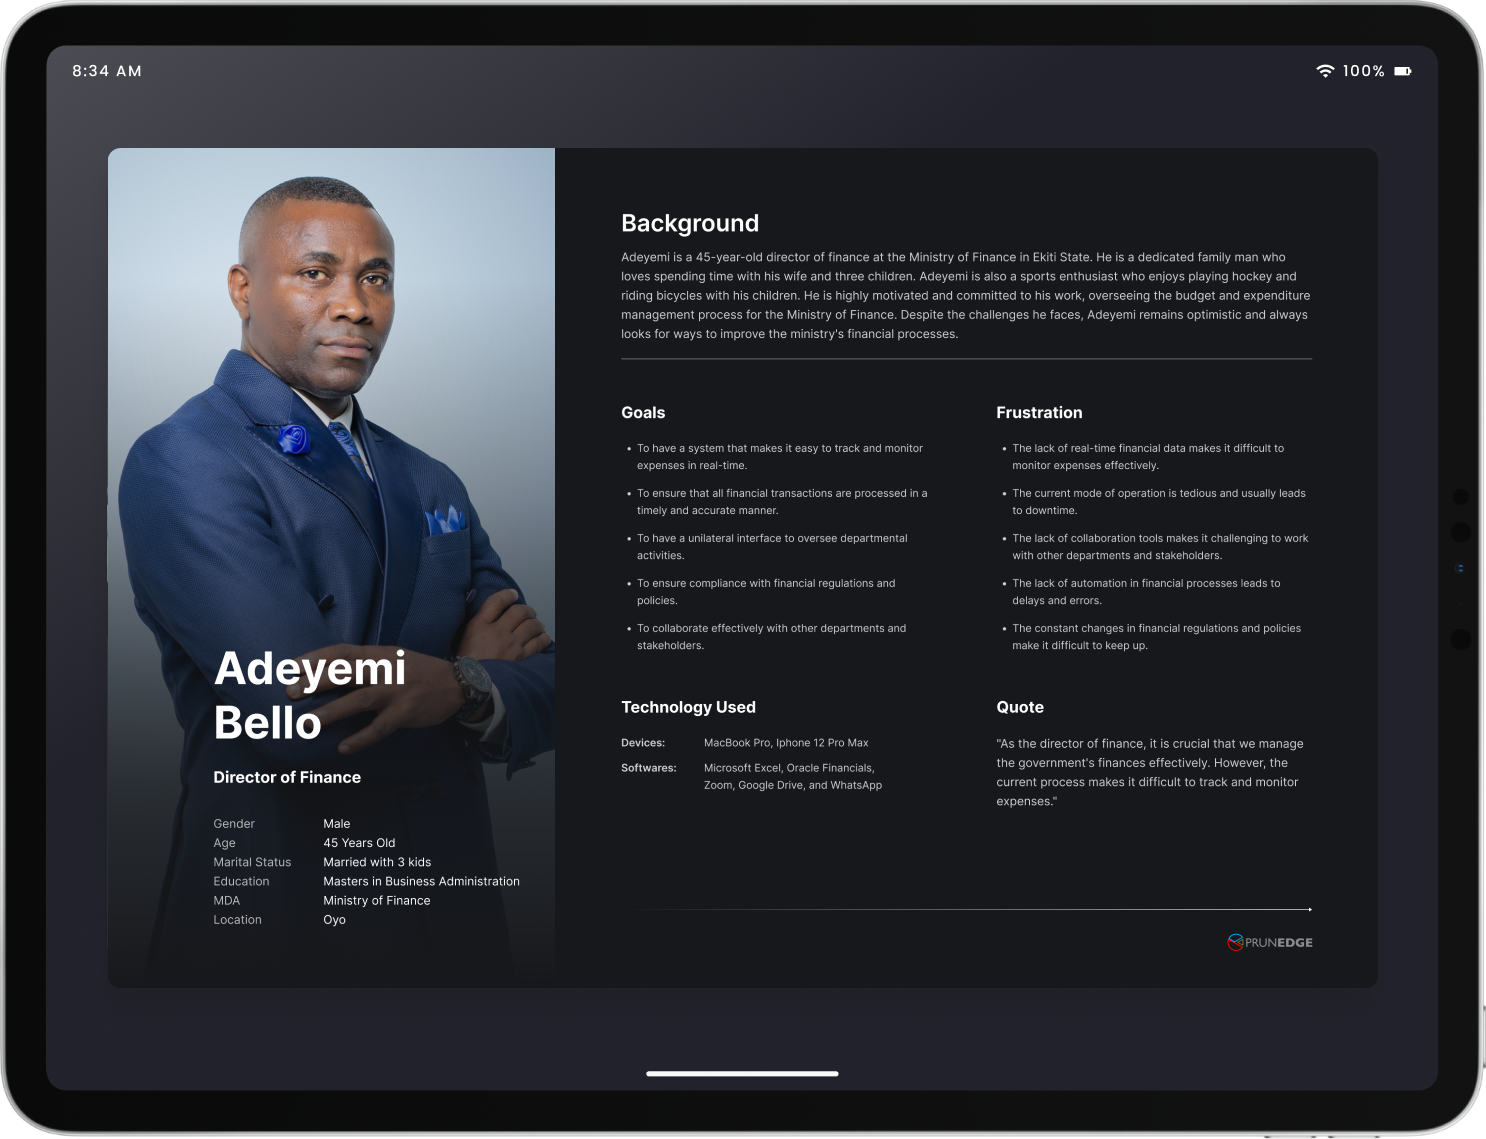 8:34 AM
100%
Adeyemi
Bello
Director of Finance
Gender Male
Age 45 Years Old
Marital Status Married with 3 kids
Education Masters in Business Administration
MDA Ministry of Finance
Location Oyo
Background
Adeyemi is a 45-year-old director of finance at the Ministry of Finance in Ekiti State. He is a dedicated family man who
loves spending time with his wife and three children. Adeyemi is also a sports enthusiast who enjoys playing hockey and
riding bicycles with his children. He is highly motivated and committed to his work, overseeing the budget and expenditure
management process for the Ministry of Finance. Despite the challenges he faces, Adeyemi remains optimistic and always
looks for ways to improve the ministry's financial processes.
Goals
• To have a system that makes it easy to track and monitor
expenses in real-time.
• To ensure that all financial transactions are processed in a
timely and accurate manner.
• To have a unilateral interface to oversee departmental
activities.
• To ensure compliance with financial regulations and
policies.
• To collaborate effectively with other departments and
stakeholders.
Frustration
• The lack of real-time financial data makes it difficult to
monitor expenses effectively.
• The current mode of operation is tedious and usually leads
to downtime.
• The lack of collaboration tools makes it challenging to work
with other departments and stakeholders.
• The lack of automation in financial processes leads to
delays and errors.
• The constant changes in financial regulations and policies
make it difficult to keep up.
Technology Used
Devices: MacBook Pro, Iphone 12 Pro Max
Softwares: Microsoft Excel, Oracle Financials,
Zoom, Google Drive, and WhatsApp
Quote
"As the director of finance, it is crucial that we manage
the government's finances effectively. However, the
current process makes it difficult to track and monitor
expenses."
PRUNEDGE